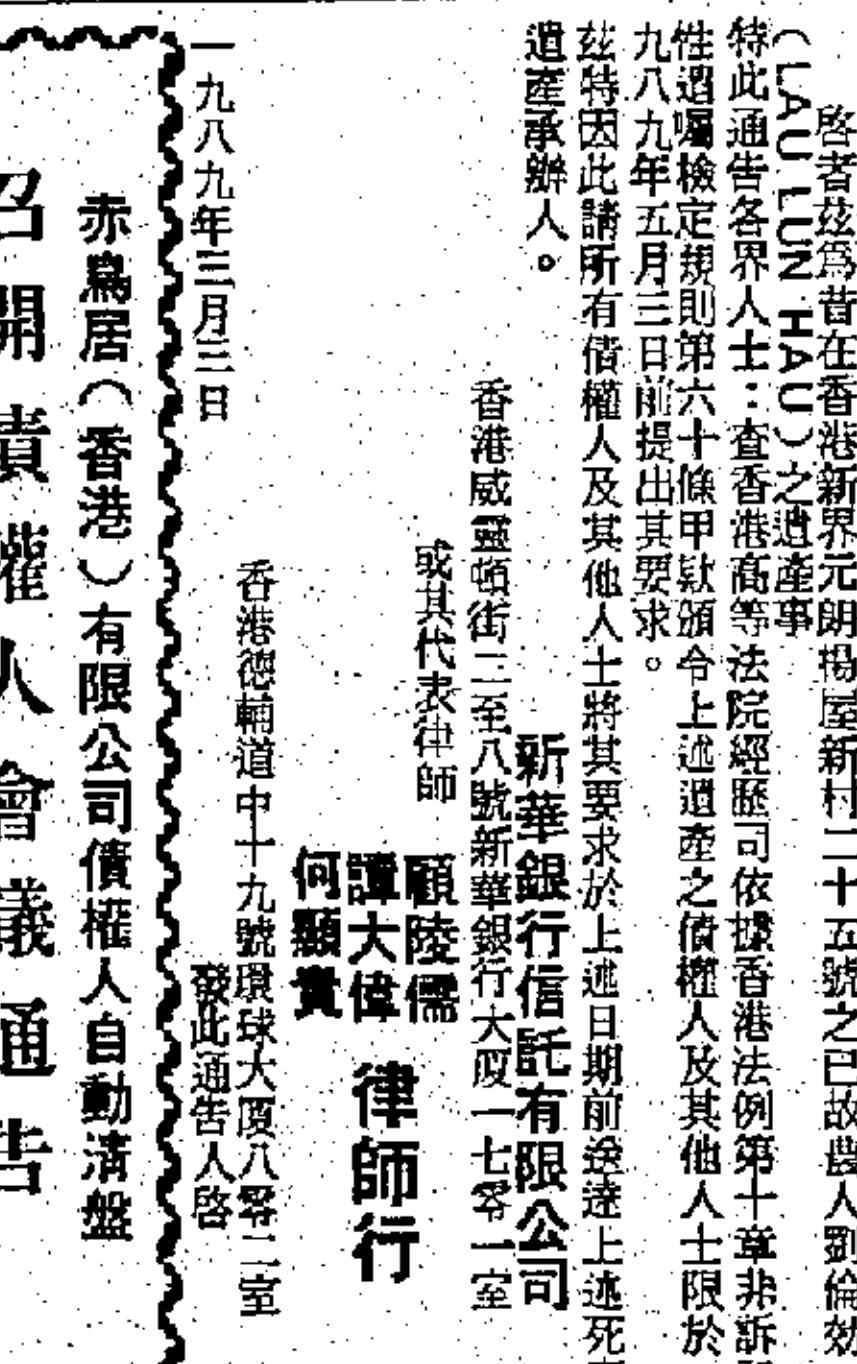 啓者茲爲昔在香港新界元朗楊屋新村二十五號之已故農人劉倫效
（LAU LUN HAU）之遺產事
特此通告各界人士：查香港高等法院經歷司依據香港法例第十章非訴
性遺囑檢定規則第六十條甲欵頒令上述遺產之債權人及其他人士限於
九八九年五月三日前提出其要求。
茲特因此請所有債權人及其他人士將其要求於上述日期前送達上述死
遺產承辦人。
新華銀行信託有限公司
香港威靈頓街二至八號新華銀行大廈一七零一室
或其代表律師
顧陵儒
譚大偉 律師行
何顯貴
香港德輔道中十九號環球大廈八零二室
發此通告人啓
一九八九年三月三日
赤鳥居（香港）有限公司債權人自動清盤
召開債權人會議通告